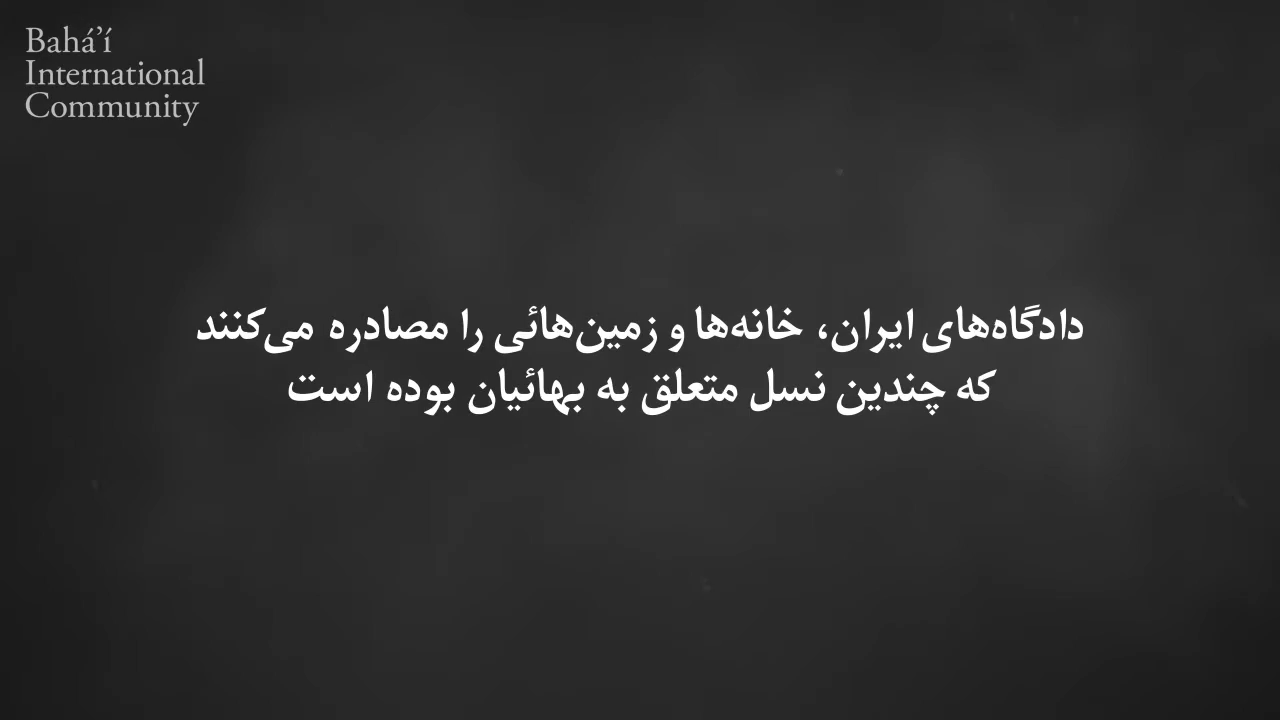 Bahá’í
International
Community
دادگاه‌های ایران، خانه‌ها و زمین‌هائی را مصادره می‌کنند
که چندین نسل متعلق به بهائیان بوده است